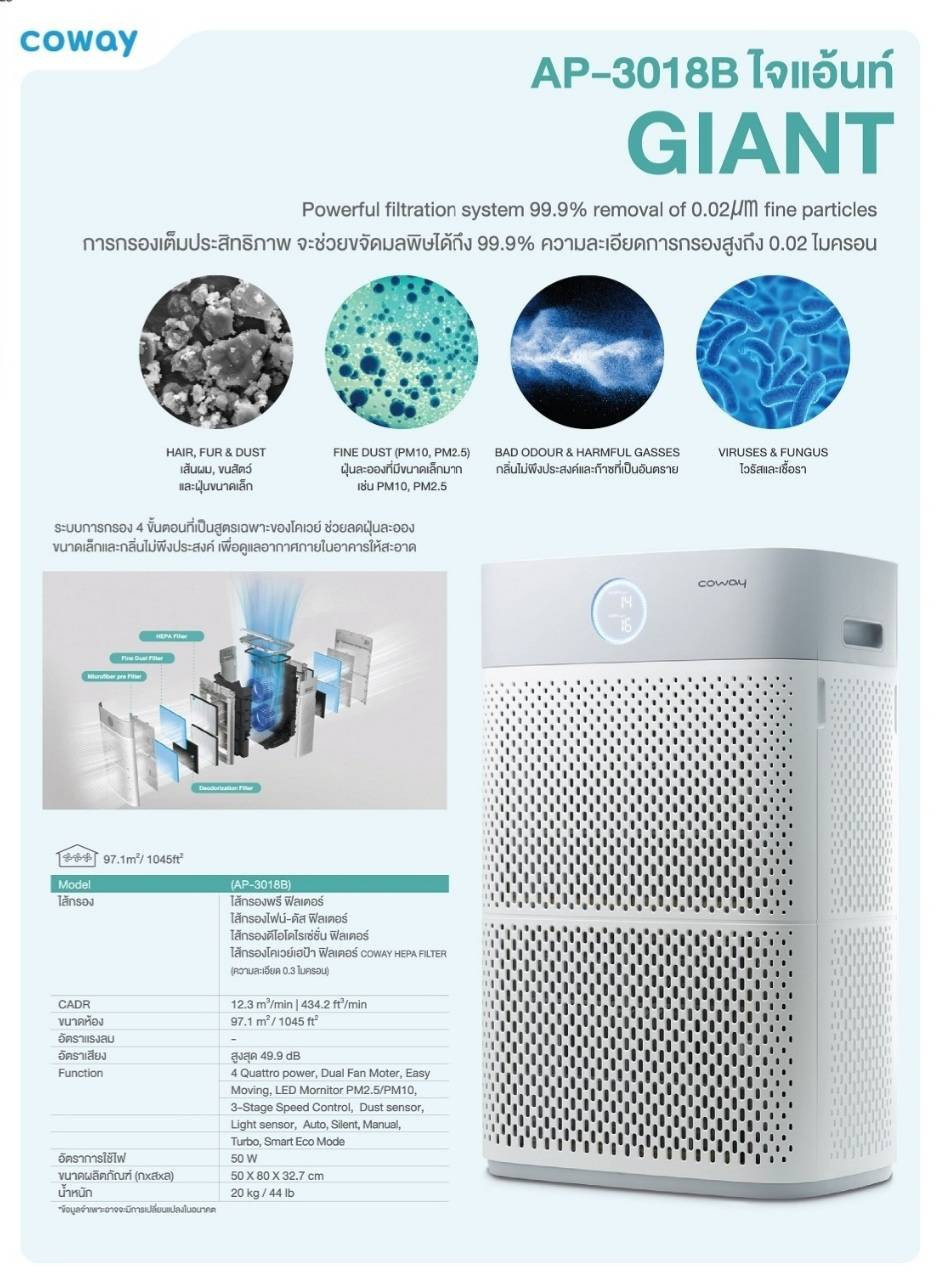 coway
AP-3018B ไจแอ้นท์
GIANT
Powerful filtration system 99.9% removal of 0.02μm fine particles
การกรองเต็มประสิทธิภาพ จะช่วยขจัดมลพิษได้ถึง 99.9% ความละเอียดการกรองสูงถึง 0.02 ไมครอน
HAIR, FUR & DUST
เส้นผม, ขนสัตว์
และฝุ่นขนาดเล็ก
FINE DUST (PM10, PM2.5)
ฝุ่นละอองที่มีขนาดเล็กมาก
เช่น PM10, PM2.5
BAD ODOUR & HARMFUL GASSES
กลิ่นไม่พึงประสงค์และก๊าซที่เป็นอันตราย
VIRUSES & FUNGUS
ไวรัสและเชื้อรา
ระบบการกรอง 4 ขั้นตอนที่เป็นสูตรเฉพาะของโคเวย์ ช่วยลดฝุ่นละออง
ขนาดเล็กและกลิ่นไม่พึงประสงค์ เพื่อดูแลอากาศภายในอาคารให้สะอาด
HEPA Filter
Fine Dust Filter
Microfiber pre Filter
Deodorization Filter
coway
14
16
97.1m²/ 1045ft²
Model (AP-3018B)
ไส้กรอง ไส้กรองพรี ฟิลเตอร์
ไส้กรองไฟน์-ดัส ฟิลเตอร์
ไส้กรองดีโอโดไรเซ่ชั่น ฟิลเตอร์
ไส้กรองโคเวย์เฮป้า ฟิลเตอร์ COWAY HEPA FILTER
(ความละเอียด 0.3 ไมครอน)
CADR 12.3 m³/min | 434.2 ft³/min
ขนาดห้อง 97.1 m² / 1045 ft²
อัตราแรงลม -
อัตราเสียง สูงสุด 49.9 dB
Function 4 Quattro power, Dual Fan Moter, Easy
Moving, LED Mornitor PM2.5/PM10,
3-Stage Speed Control, Dust sensor,
Light sensor, Auto, Silent, Manual,
Turbo, Smart Eco Mode
อัตราการใช้ไฟ 50 W
ขนาดผลิตภัณฑ์ (กxสxล) 50 X 80 X 32.7 cm
น้ำหนัก 20 kg / 44 lb
*ข้อมูลจำเพาะอาจจะมีการเปลี่ยนแปลงในอนาคต